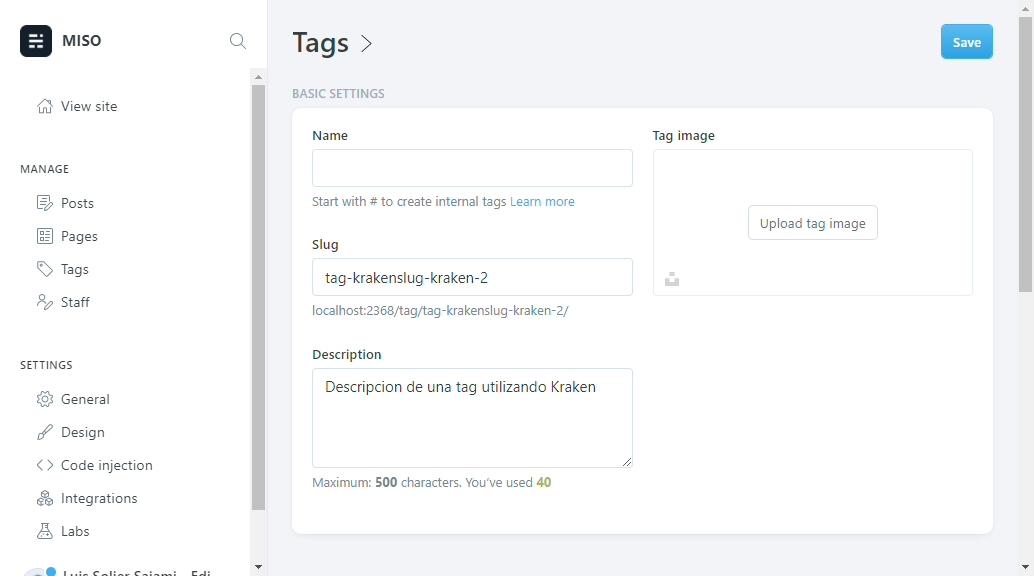 MISO
View site
MANAGE
Posts
Pages
Tags
Staff
SETTINGS
General
Design
Code injection
Integrations
Labs
Tags
Save
BASIC SETTINGS
Name
Start with # to create internal tags Learn more
Slug
tag-krakenslug-kraken-2
localhost:2368/tag/tag-krakenslug-kraken-2/
Description
Descripcion de una tag utilizando Kraken
Maximum: 500 characters. You've used 40
Tag image
Upload tag image